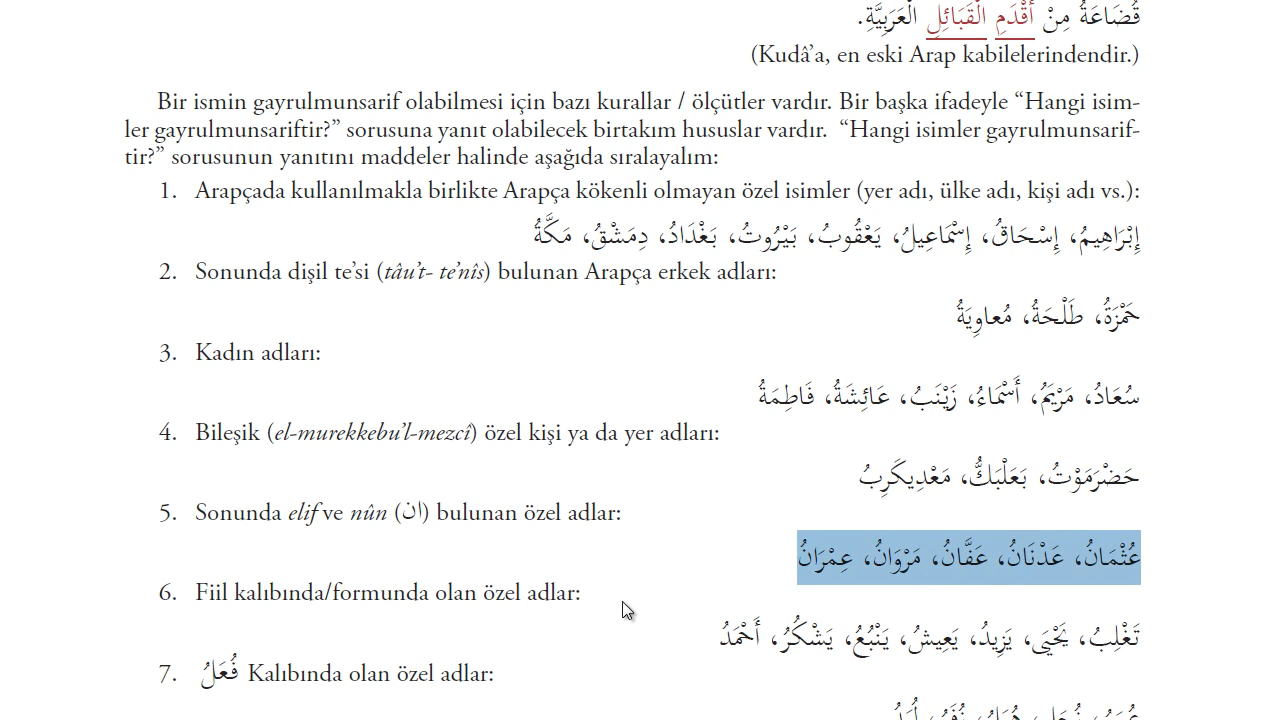 قُضَاعَةُ مِنْ أَقْدَمِ الْقَبَائِلِ الْعَرَبِيَّةِ.
(Kudâ’a, en eski Arap kabilelerindendir.)
Bir ismin gayrulmunsarif olabilmesi için bazı kurallar / ölçütler vardır. Bir başka ifadeyle “Hangi isim-
ler gayrulmunsariftir?” sorusuna yanıt olabilecek birtakım hususlar vardır. “Hangi isimler gayrulmunsarif-
tir?” sorusunun yanıtını maddeler halinde aşağıda sıralayalım:
1. Arapçada kullanılmakla birlikte Arapça kökenli olmayan özel isimler (yer adı, ülke adı, kişi adı vs.):
إِبْرَاهِيمُ، إِسْحَاقُ، إِسْمَاعِيلُ، يَعْقُوبُ، بَيْرُوتُ، بَغْدَادُ، دِمَشْقُ، مَكَّةُ
2. Sonunda dişil te’si (tâu’t- te’nîs) bulunan Arapça erkek adları:
حَمْزَةُ، طَلْحَةُ، مُعاوِيَةُ
3. Kadın adları:
سُعَادُ، مَرْيَمُ، أَسْمَاءُ، زَيْنَبُ، عَائِشَةُ، فَاطِمَةُ
4. Bileşik (el-murekkebu’l-mezcî) özel kişi ya da yer adları:
حَضْرَمَوْتُ، بَعَلْبَكُّ، مَعْدِيكَرِبُ
5. Sonunda elif ve nûn (ان) bulunan özel adlar:
عُثْمَانُ، عَدْنَانُ، عَفَّانُ، مَرْوَانُ، عِمْرَانُ
6. Fiil kalıbında/formunda olan özel adlar:
تَغْلِبُ، يَحْيَى، يَزِيدُ، يَعِيشُ، يَنْبُعُ، يَشْكُرُ، أَحْمَدُ
7. فُعَلُ Kalıbında olan özel adlar: